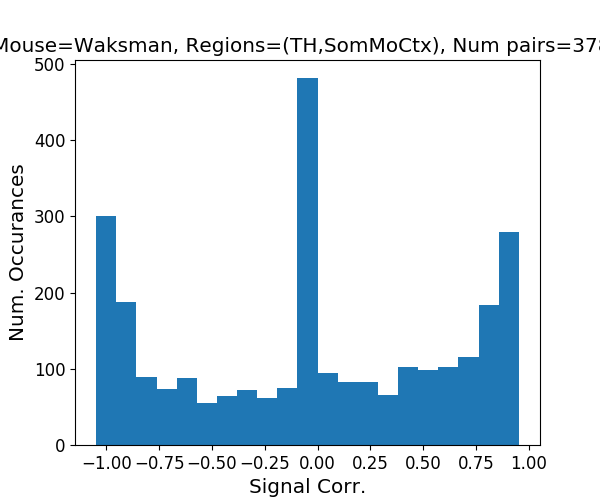 Mouse=Waksman, Regions=(TH,SomMoCtx), Num pairs=378
500
400
300
200
100
0
Num. Occurances
−1.00 −0.75 −0.50 −0.25 0.00 0.25 0.50 0.75 1.00
Signal Corr.